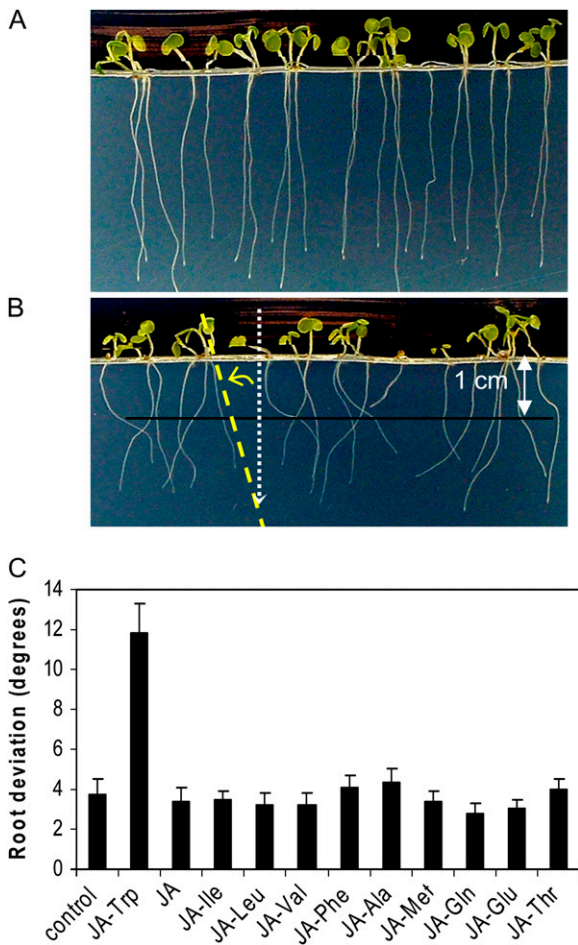 A
B
1 cm
C
Root deviation (degrees)
14
12
10
8
6
4
2
0
control
JA-Trp
JA
JA-Ile
JA-Leu
JA-Val
JA-Phe
JA-Ala
JA-Met
JA-Gln
JA-Glu
JA-Thr